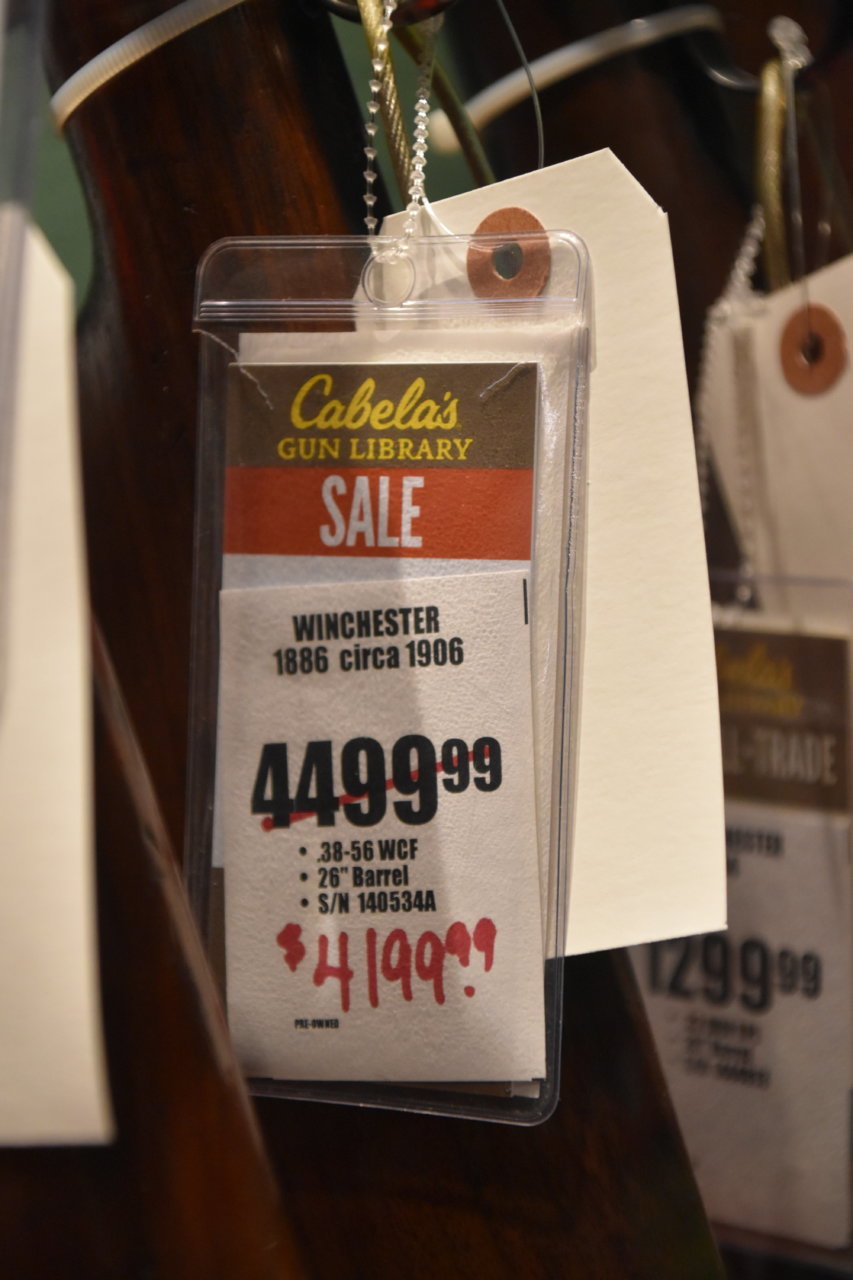 Cabela's
GUN LIBRARY
SALE
WINCHESTER
1886 circa 1906
4499 99
• .38-56 WCF
• 26" Barrel
• S/N 140534A
$4199.99
PRE-OWNED
LL-TRADE
1299 99